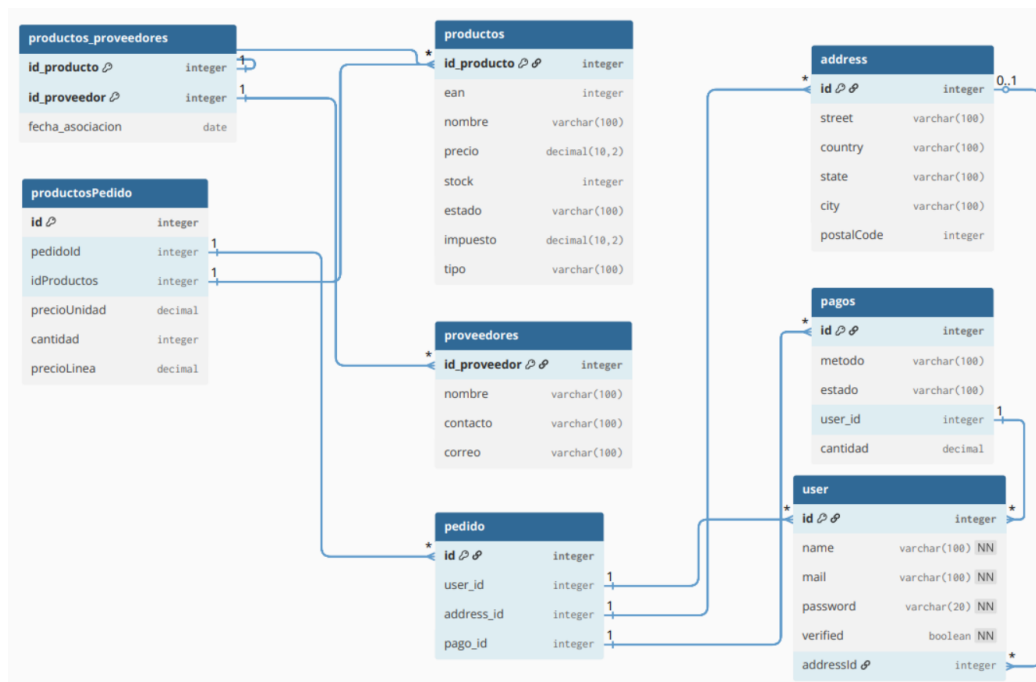 productos_proveedores
id_producto integer 1
id_proveedor integer 1
fecha_asociacion date
productosPedido
id integer
pedidoId integer 1
idProductos integer 1
precioUnidad decimal
cantidad integer
precioLinea decimal
productos
* id_producto integer
ean integer
nombre varchar(100)
precio decimal(10,2)
stock integer
estado varchar(100)
impuesto decimal(10,2)
tipo varchar(100)
proveedores
* id_proveedor integer
nombre varchar(100)
contacto varchar(100)
correo varchar(100)
pedido
* id integer
user_id integer 1
address_id integer 1
pago_id integer 1
address
* id integer 0..1
street varchar(100)
country varchar(100)
state varchar(100)
city varchar(100)
postalCode integer
pagos
* id integer
metodo varchar(100)
estado varchar(100)
user_id integer 1
cantidad decimal
user
* id integer *
name varchar(100) NN
mail varchar(100) NN
password varchar(20) NN
verified boolean NN
addressId integer *